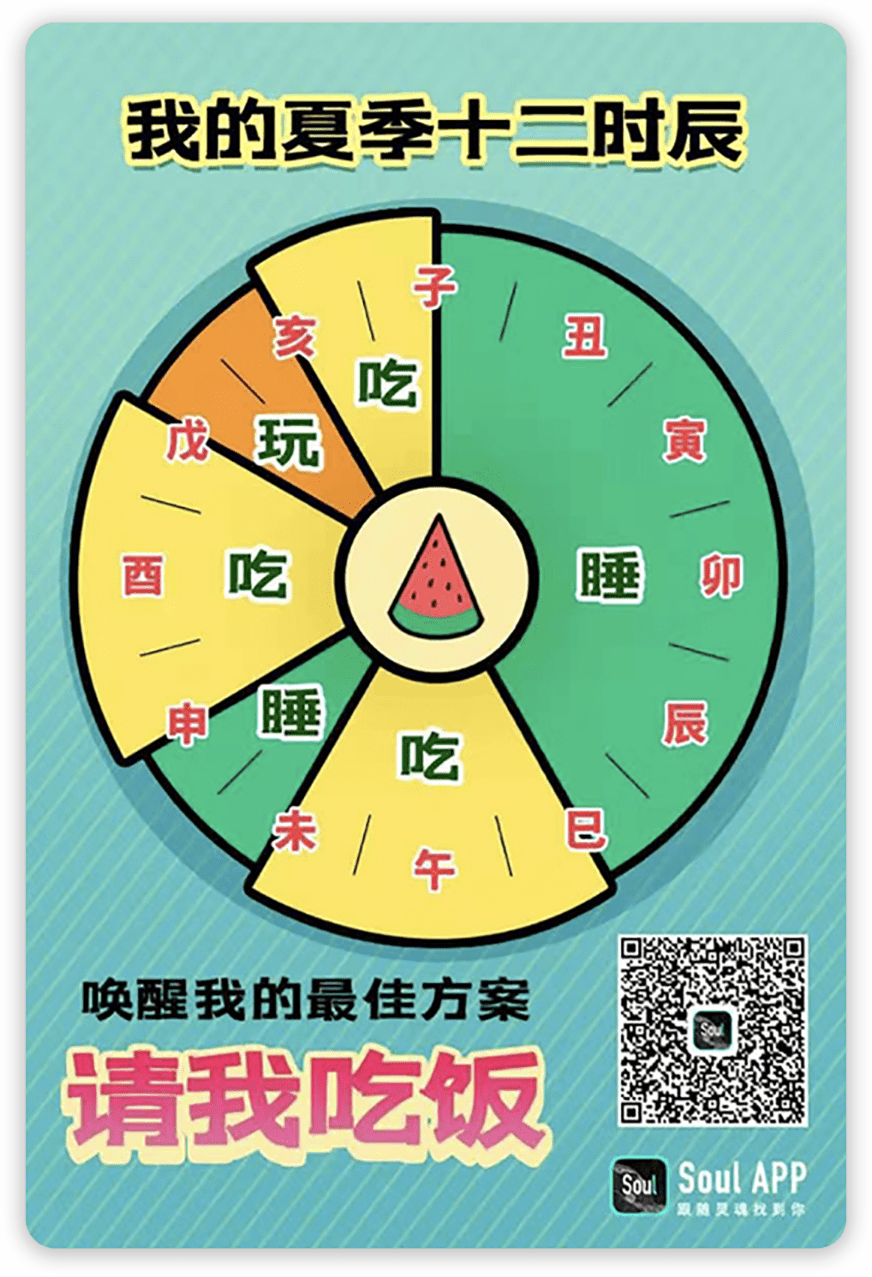 我的夏季十二时辰
子
丑
亥
吃
玩
戊
寅
酉
吃
睡
卯
申
睡
吃
辰
未
午
巳
唤醒我的最佳方案
请我吃饭
Soul
Soul
Soul APP
跟随灵魂找到你